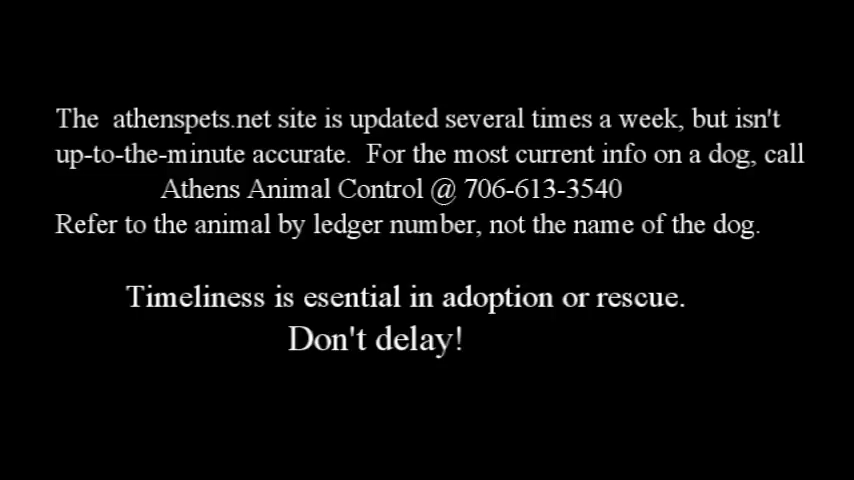 The athenspets.net site is updated several times a week, but isn't
up-to-the-minute accurate. For the most current info on a dog, call
Athens Animal Control @ 706-613-3540
Refer to the animal by ledger number, not the name of the dog.
Timeliness is esential in adoption or rescue.
Don't delay!